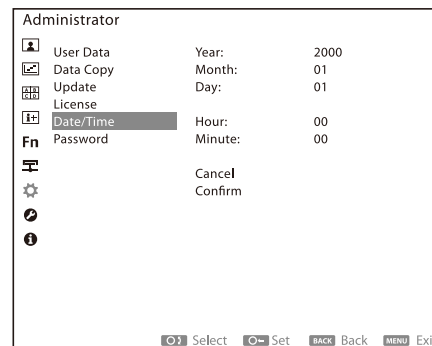 Administrator
User Data Year: 2000
Data Copy Month: 01
Update Day: 01
License
Date/Time Hour: 00
Fn Password Minute: 00
Cancel
Confirm
Select Set BACK Back MENU Exi